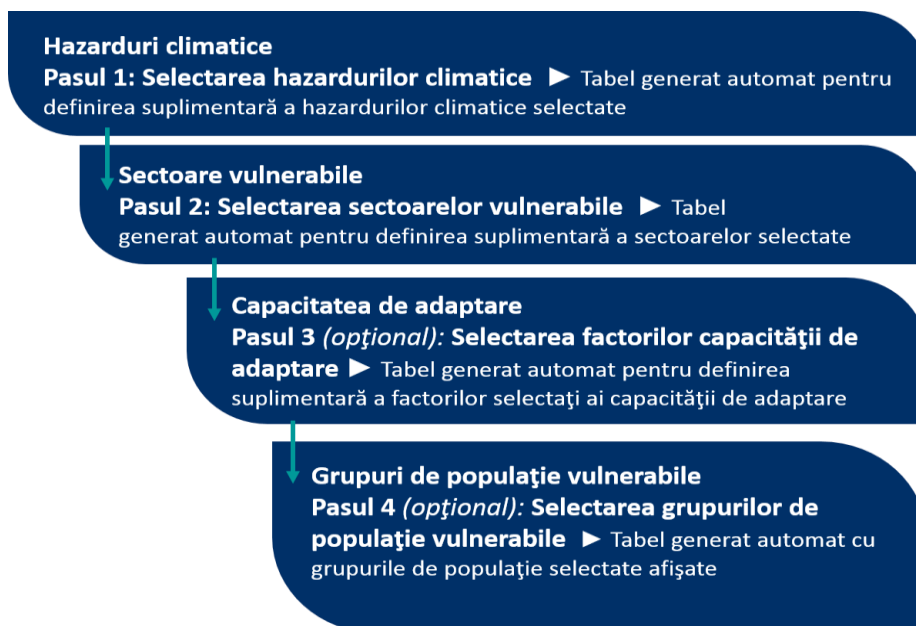 Hazarduri climatice
Pasul 1: Selectarea hazardurilor climatice ► Tabel generat automat pentru
definirea suplimentară a hazardurilor climatice selectate
Sectoare vulnerabile
Pasul 2: Selectarea sectoarelor vulnerabile ► Tabel
generat automat pentru definirea suplimentară a sectoarelor selectate
Capacitatea de adaptare
Pasul 3 (opţional): Selectarea factorilor capacităţii de
adaptare ► Tabel generat automat pentru definirea
suplimentară a factorilor selectaţi ai capacităţii de adaptare
Grupuri de populaţie vulnerabile
Pasul 4 (opţional): Selectarea grupurilor de
populaţie vulnerabile ► Tabel generat automat cu
grupurile de populaţie selectate afişate